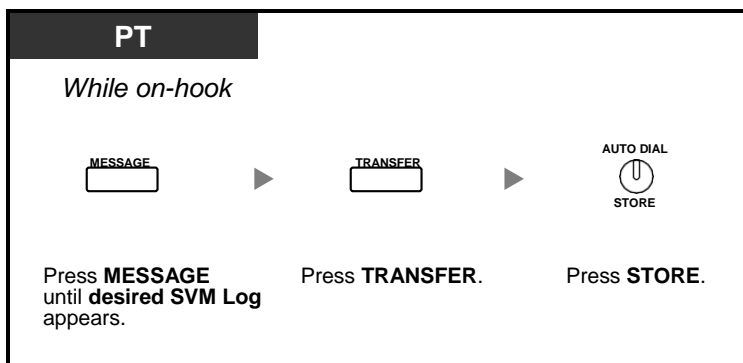 PT
While on-hook
MESSAGE
TRANSFER
AUTO DIAL
STORE
Press MESSAGE
until desired SVM Log
appears.
Press TRANSFER.
Press STORE.